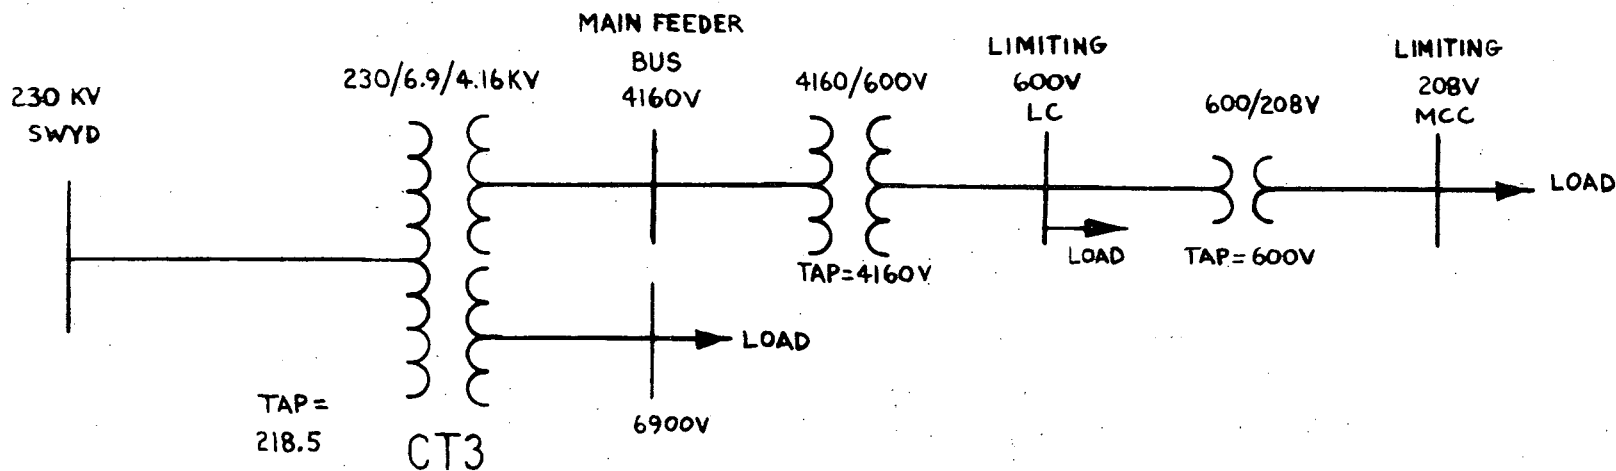 230 KV
SWYD
230/6.9/4.16KV
MAIN FEEDER
BUS
4160V
4160/600V
LIMITING
600V
LC
600/208V
LIMITING
208V
MCC
LOAD
LOAD
TAP=600V
TAP=4160V
LOAD
6900V
TAP=
218.5
CT3